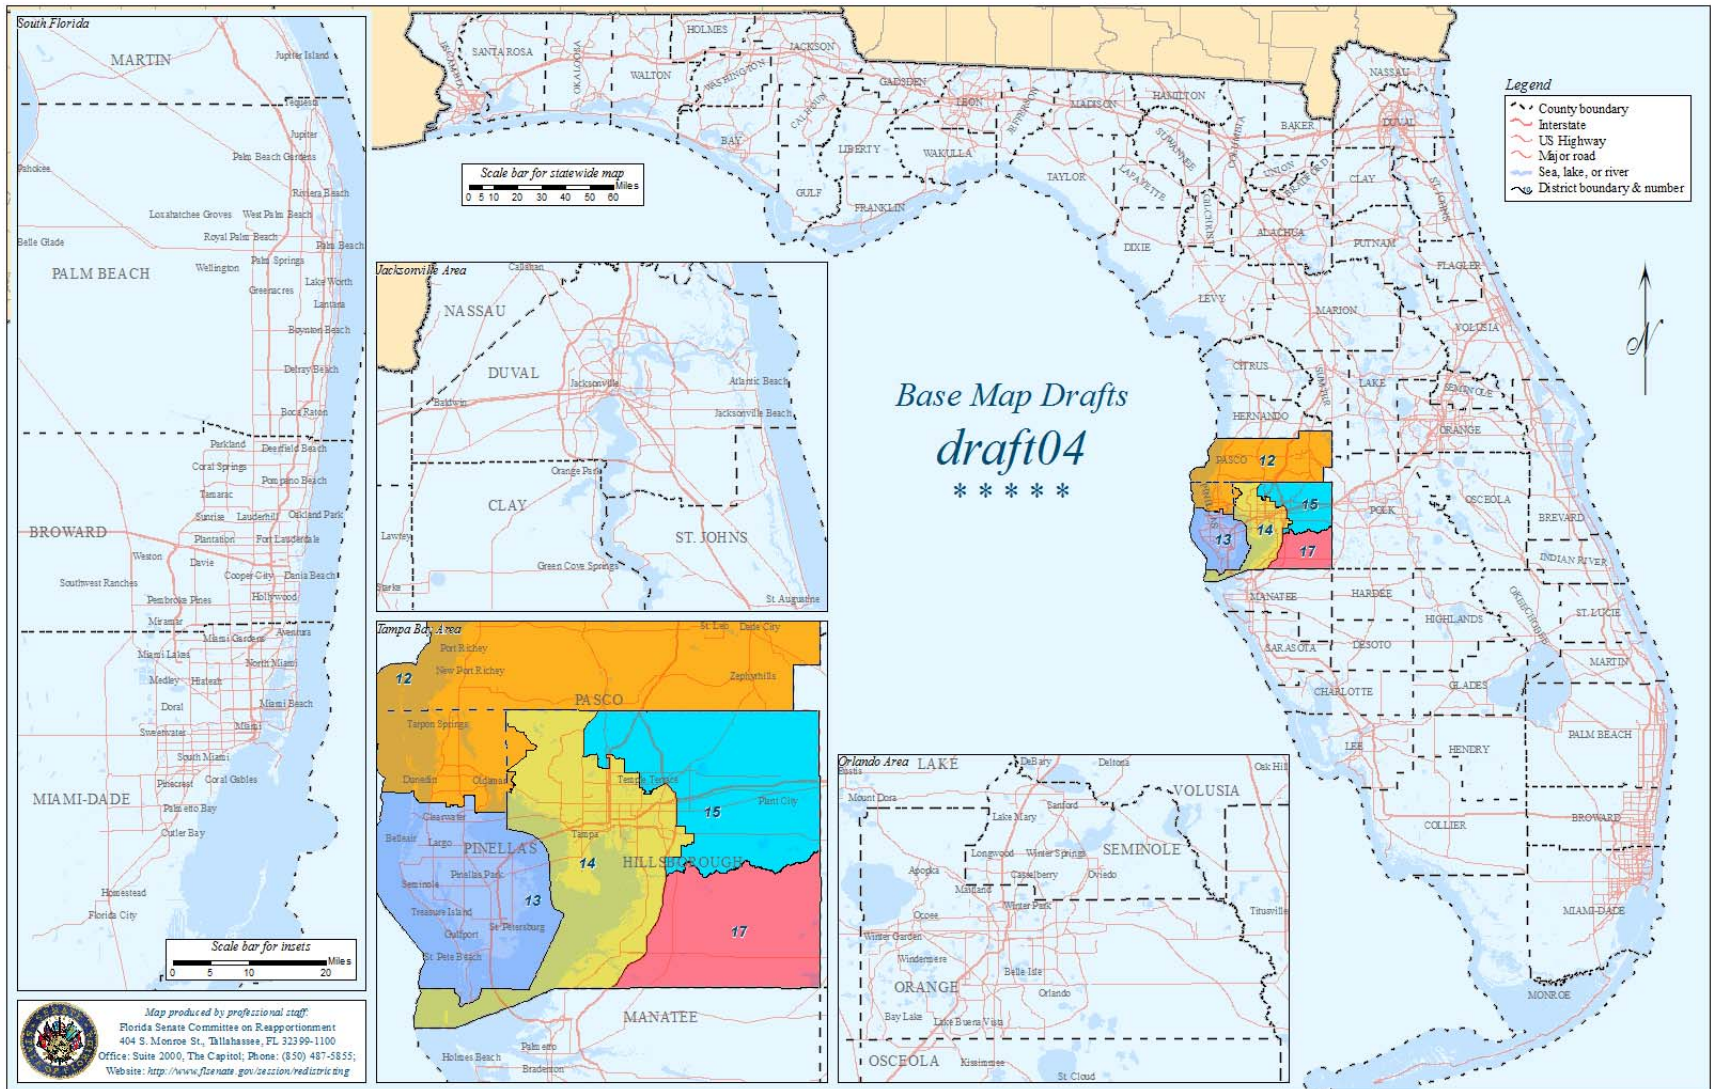 South Florida
MARTIN
Jupiter Island
Tequesta
Jupiter
Palm Beach Gardens
Pahokee
Riviera Beach
Loxahatchee Groves
West Palm Beach
Royal Palm Beach
Belle Glade
Palm Beach
Palm Springs
PALM BEACH
Wellington
Lake Worth
Greenacres
Lantana
Boynton Beach
Delray Beach
Boca Raton
Parkland
Deerfield Beach
Coral Springs
Pompano Beach
Tamarac
Sunrise
Lauderhill
Oakland Park
BROWARD
Plantation
Fort Lauderdale
Weston
Davie
Southwest Ranches
Cooper City
Dania Beach
Pembroke Pines
Hollywood
Miramar
Miami Gardens
Aventura
Miami Lakes
North Miami
Medley
Hialeah
Doral
Miami Beach
Sweetwater
Miami
South Miami
Pinecrest
Coral Gables
MIAMI-DADE
Palmetto Bay
Cutler Bay
Homestead
Florida City
Scale bar for insets
Miles
0 5 10 20
Map produced by professional staff:
Florida Senate Committee on Reapportionment
404 S. Monroe St., Tallahassee, FL 32399-1100
Office: Suite 2000, The Capitol; Phone: (850) 487-5855;
Website: http://www.flsenate.gov/session/redistricting
ESCAMBIA
SANTA ROSA
OKALOOSA
WALTON
HOLMES
WASHINGTON
JACKSON
BAY
CALHOUN
GULF
GADSDEN
LIBERTY
FRANKLIN
LEON
WAKULLA
JEFFERSON
MADISON
TAYLOR
HAMILTON
SUWANNEE
LAFAYETTE
DIXIE
COLUMBIA
GILCHRIST
BAKER
UNION
BRADFORD
NASSAU
DUVAL
CLAY
ST. JOHNS
ALACHUA
PUTNAM
FLAGLER
LEVY
MARION
VOLUSIA
CITRUS
SUMTER
LAKE
SEMINOLE
HERNANDO
ORANGE
PASCO
12
OSCEOLA
POLK
BREVARD
15
14
13
17
INDIAN RIVER
MANATEE
HARDEE
HIGHLANDS
OKEECHOBEE
ST. LUCIE
SARASOTA
DESOTO
MARTIN
CHARLOTTE
GLADES
LEE
HENDRY
PALM BEACH
COLLIER
BROWARD
MIAMI-DADE
MONROE
Scale bar for statewide map
Miles
0 5 10 20 30 40 50 60
Legend
County boundary
Interstate
US Highway
Major road
Sea, lake, or river
District boundary & number
N
Base Map Drafts
draft04
* * * * *
Jacksonville Area
Callahan
NASSAU
DUVAL
Jacksonville
Atlantic Beach
Baldwin
Jacksonville Beach
Orange Park
CLAY
Lawtey
ST. JOHNS
Green Cove Springs
Starke
St. Augustine
Tampa Bay Area
St. Leo
Dade City
Port Richey
New Port Richey
12
Zephyrhills
PASCO
Tarpon Springs
Dunedin
Oldsmar
Temple Terrace
Plant City
15
Clearwater
Belleair
Largo
PINELLAS
Tampa
14
HILLSBOROUGH
Pinellas Park
Seminole
13
Treasure Island
Gulfport
St. Petersburg
17
St. Pete Beach
MANATEE
Palmetto
Holmes Beach
Bradenton
Orlando Area
LAKE
DeBary
Deltona
Oak Hill
Eustis
Mount Dora
VOLUSIA
Sanford
Lake Mary
Longwood
Winter Springs
SEMINOLE
Apopka
Casselberry
Oviedo
Maitland
Ocoee
Winter Park
Titusville
Winter Garden
Windermere
Belle Isle
ORANGE
Orlando
Bay Lake
Lake Buena Vista
OSCEOLA
Kissimmee
St. Cloud